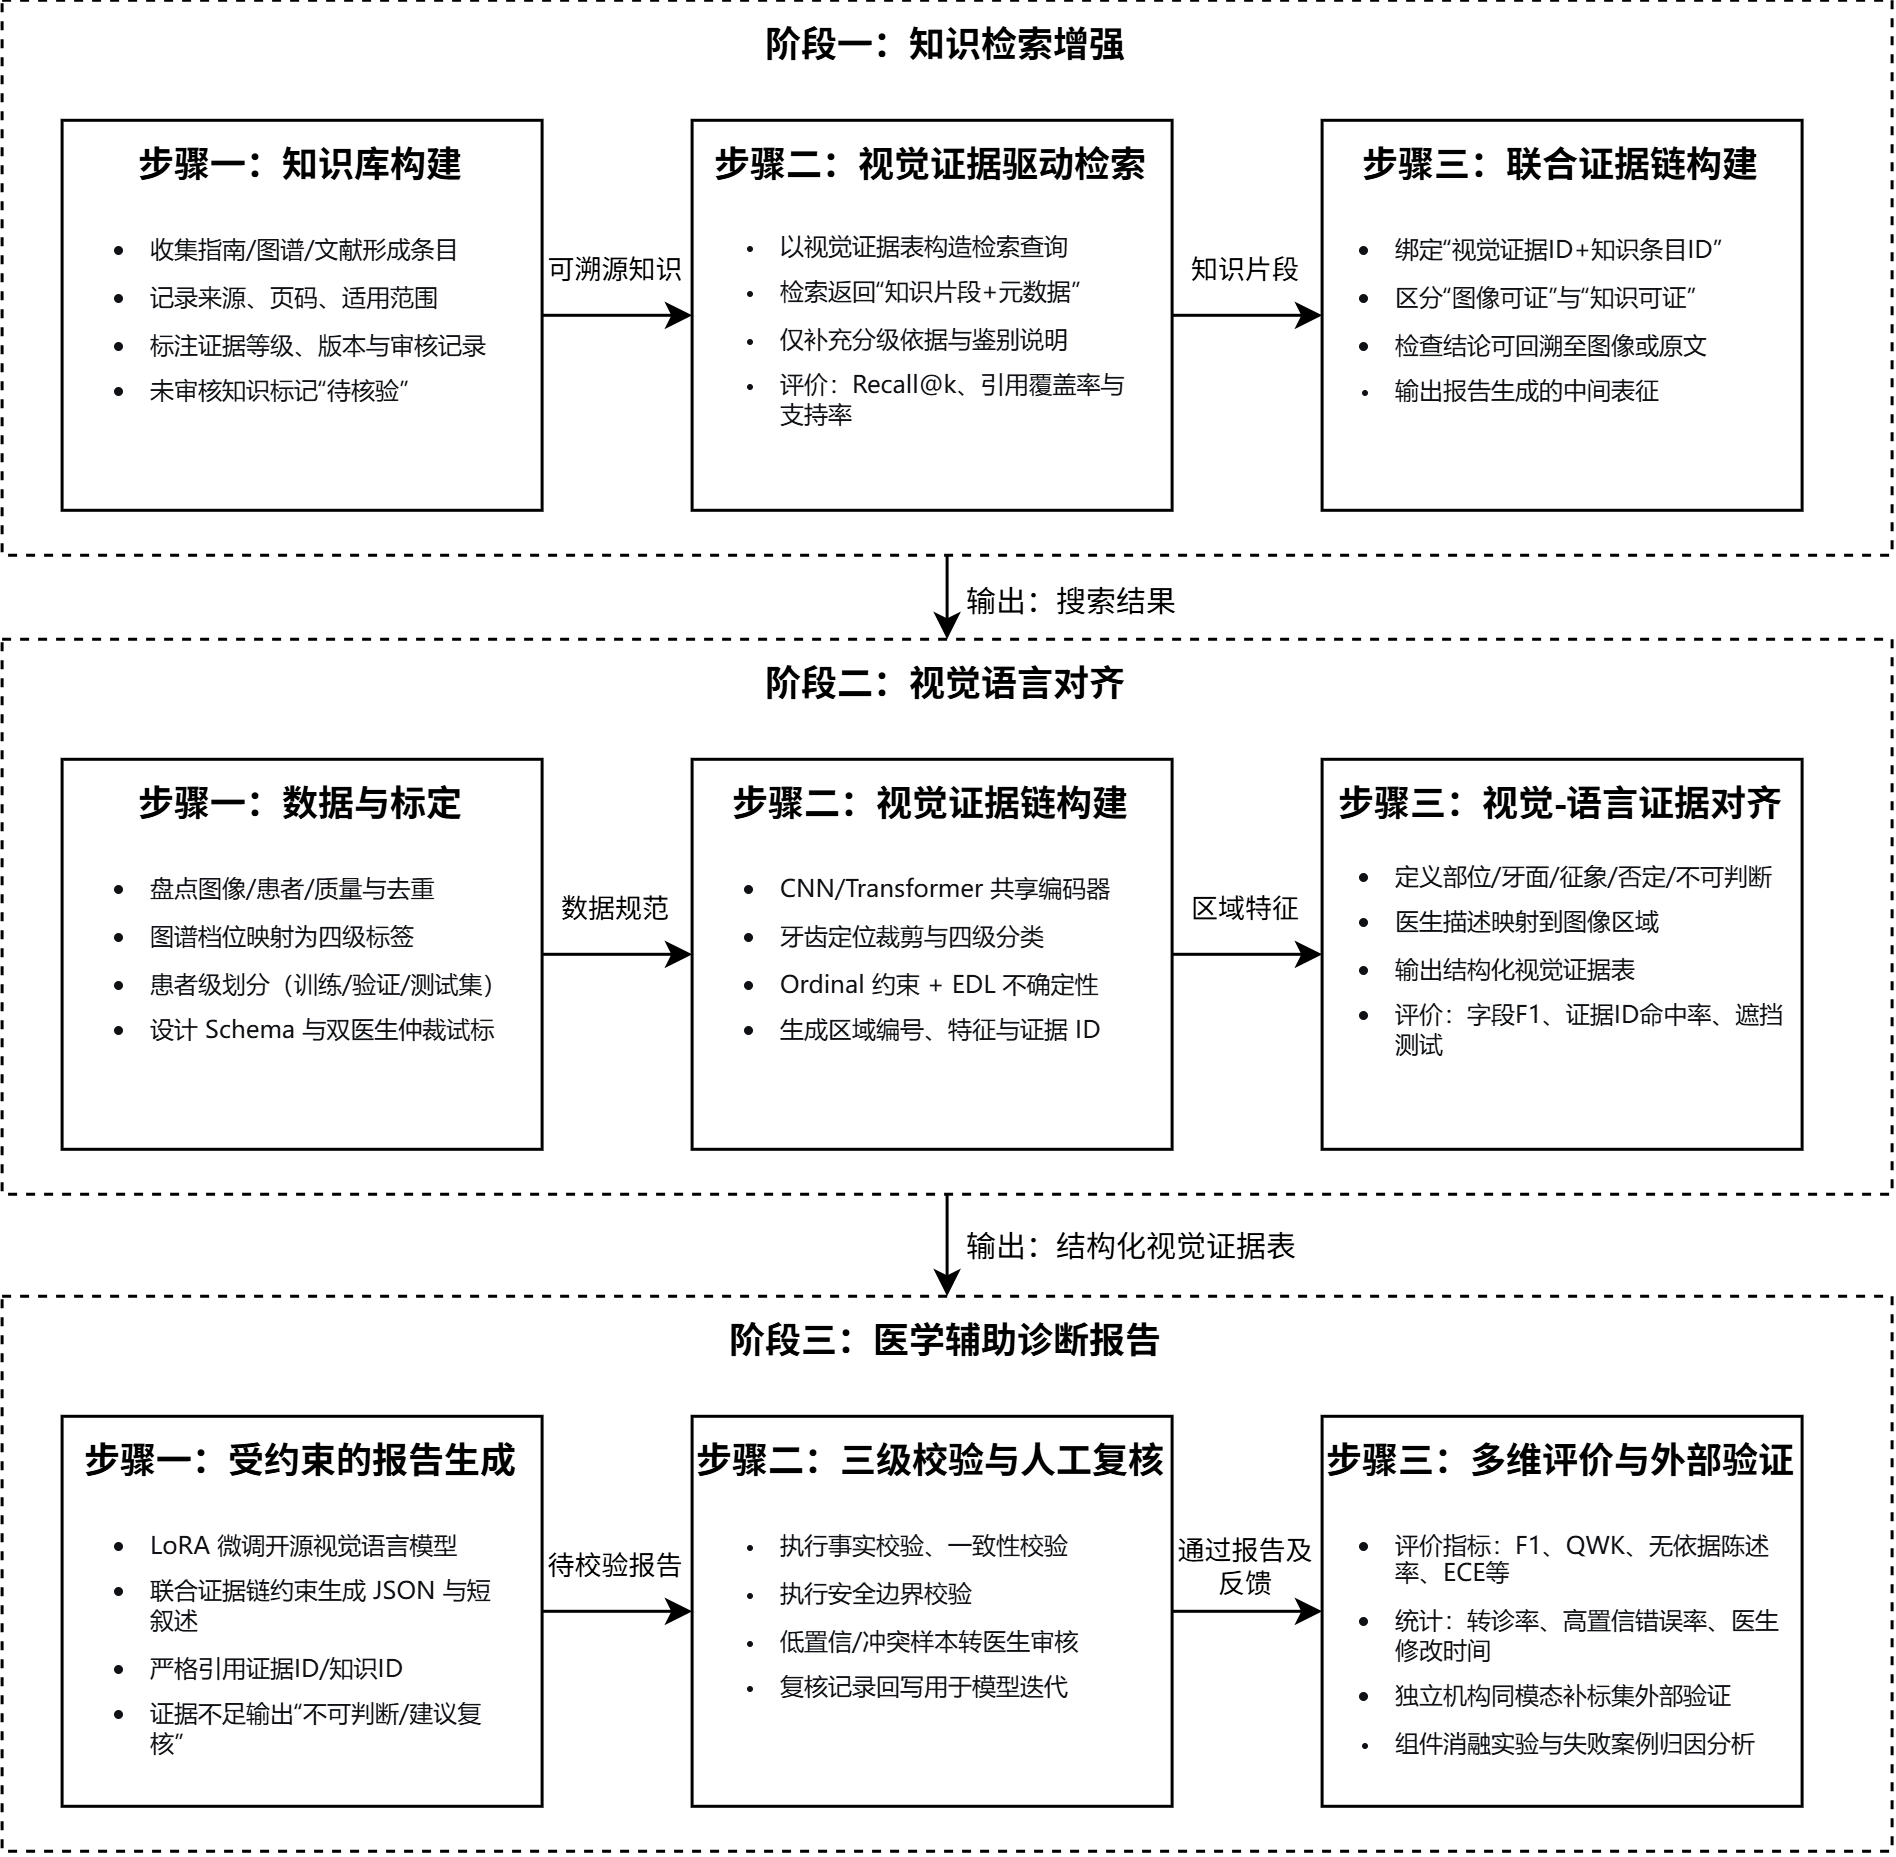 阶段一：知识检索增强
步骤一：知识库构建
收集指南/图谱/文献形成条目
记录来源、页码、适用范围
标注证据等级、版本与审核记录
未审核知识标记“待核验”
可溯源知识
步骤二：视觉证据驱动检索
以视觉证据表构造检索查询
检索返回“知识片段+元数据”
仅补充分级依据与鉴别说明
评价：Recall@k、引用覆盖率与
支持率
知识片段
步骤三：联合证据链构建
绑定“视觉证据ID+知识条目ID”
区分“图像可证”与“知识可证”
检查结论可回溯至图像或原文
输出报告生成的中间表征
输出：搜索结果
阶段二：视觉语言对齐
步骤一：数据与标定
盘点图像/患者/质量与去重
图谱档位映射为四级标签
患者级划分（训练/验证/测试集）
设计 Schema 与双医生仲裁试标
数据规范
步骤二：视觉证据链构建
CNN/Transformer 共享编码器
牙齿定位裁剪与四级分类
Ordinal 约束 + EDL 不确定性
生成区域编号、特征与证据 ID
区域特征
步骤三：视觉-语言证据对齐
定义部位/牙面/征象/否定/不可判断
医生描述映射到图像区域
输出结构化视觉证据表
评价：字段F1、证据ID命中率、遮挡
测试
输出：结构化视觉证据表
阶段三：医学辅助诊断报告
步骤一：受约束的报告生成
LoRA 微调开源视觉语言模型
联合证据链约束生成 JSON 与短
叙述
严格引用证据ID/知识ID
证据不足输出“不可判断/建议复
核”
待校验报告
步骤二：三级校验与人工复核
执行事实校验、一致性校验
执行安全边界校验
低置信/冲突样本转医生审核
复核记录回写用于模型迭代
通过报告及
反馈
步骤三：多维评价与外部验证
评价指标：F1、QWK、无依据陈述
率、ECE等
统计：转诊率、高置信错误率、医生
修改时间
独立机构同模态补标集外部验证
组件消融实验与失败案例归因分析